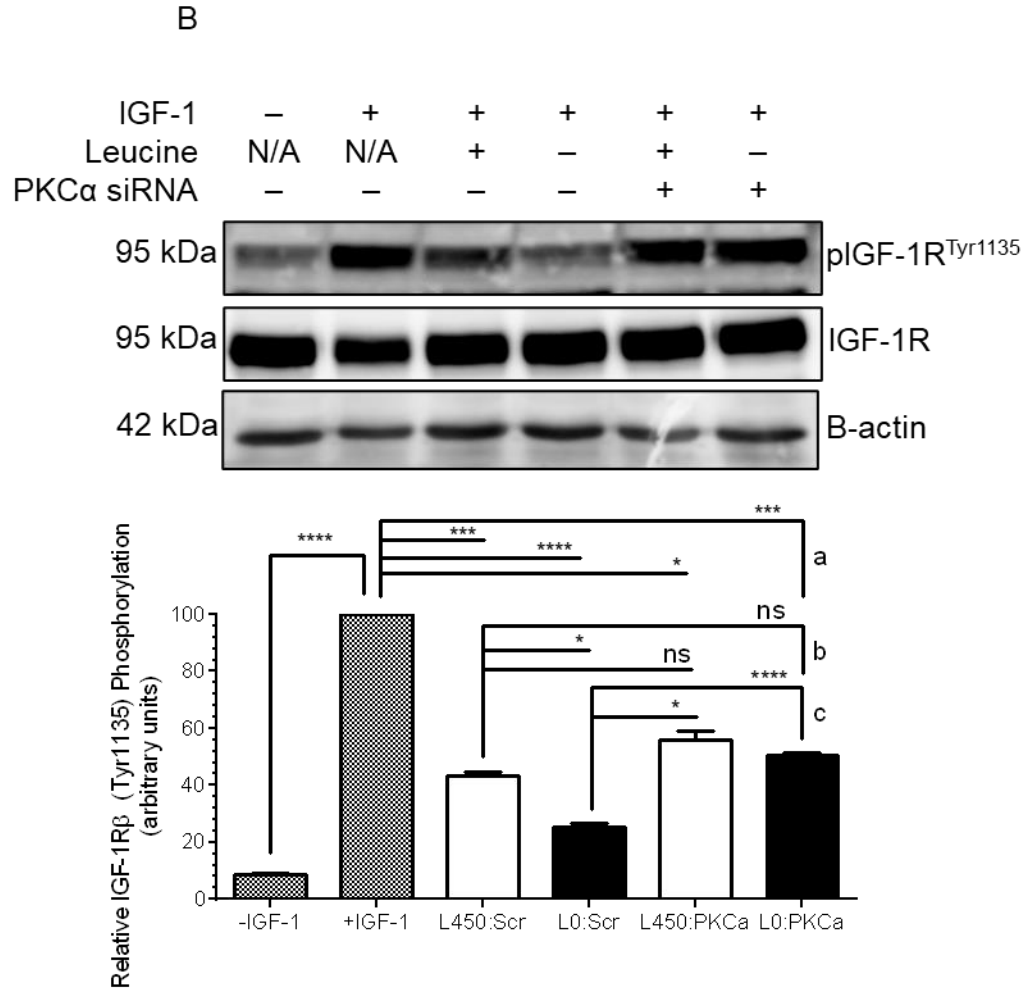 B
IGF-1 – + + + + +
Leucine N/A N/A + – + –
PKCα siRNA – – – – + +
95 kDa pIGF-1RTyr1135
95 kDa IGF-1R
42 kDa B-actin
Relative IGF-1Rβ (Tyr1135) Phosphorylation
(arbitrary units)
***
***
****
****
*
a
ns
*
b
ns
****
*
c
100
80
60
40
20
0
-IGF-1 +IGF-1 L450:Scr L0:Scr L450:PKCa L0:PKCa